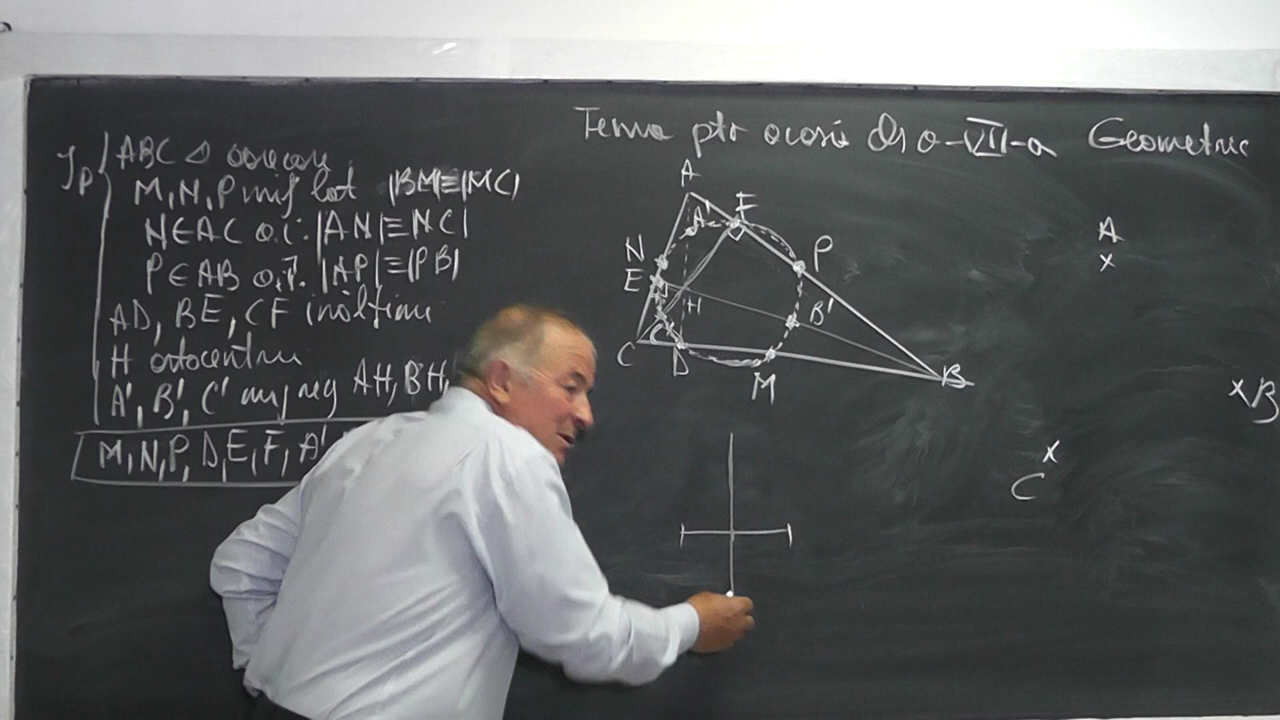 Tema ptr acasă cls a-VII-a Geometrie
Ip { ABC Δ oarecare
M, N, P mij lat |BM|≡|MC|
N∈AC a.î. |AN|≡|NC|
P∈AB a.î. |AP|≡|PB|
AD, BE, CF înălțimi
H ortocentru
A', B', C' mij seg AH, BH,
M, N, P, D, E, F, A'
A
A'
F
N
P
E
H
B'
C'
C
D
M
B
A
B
C